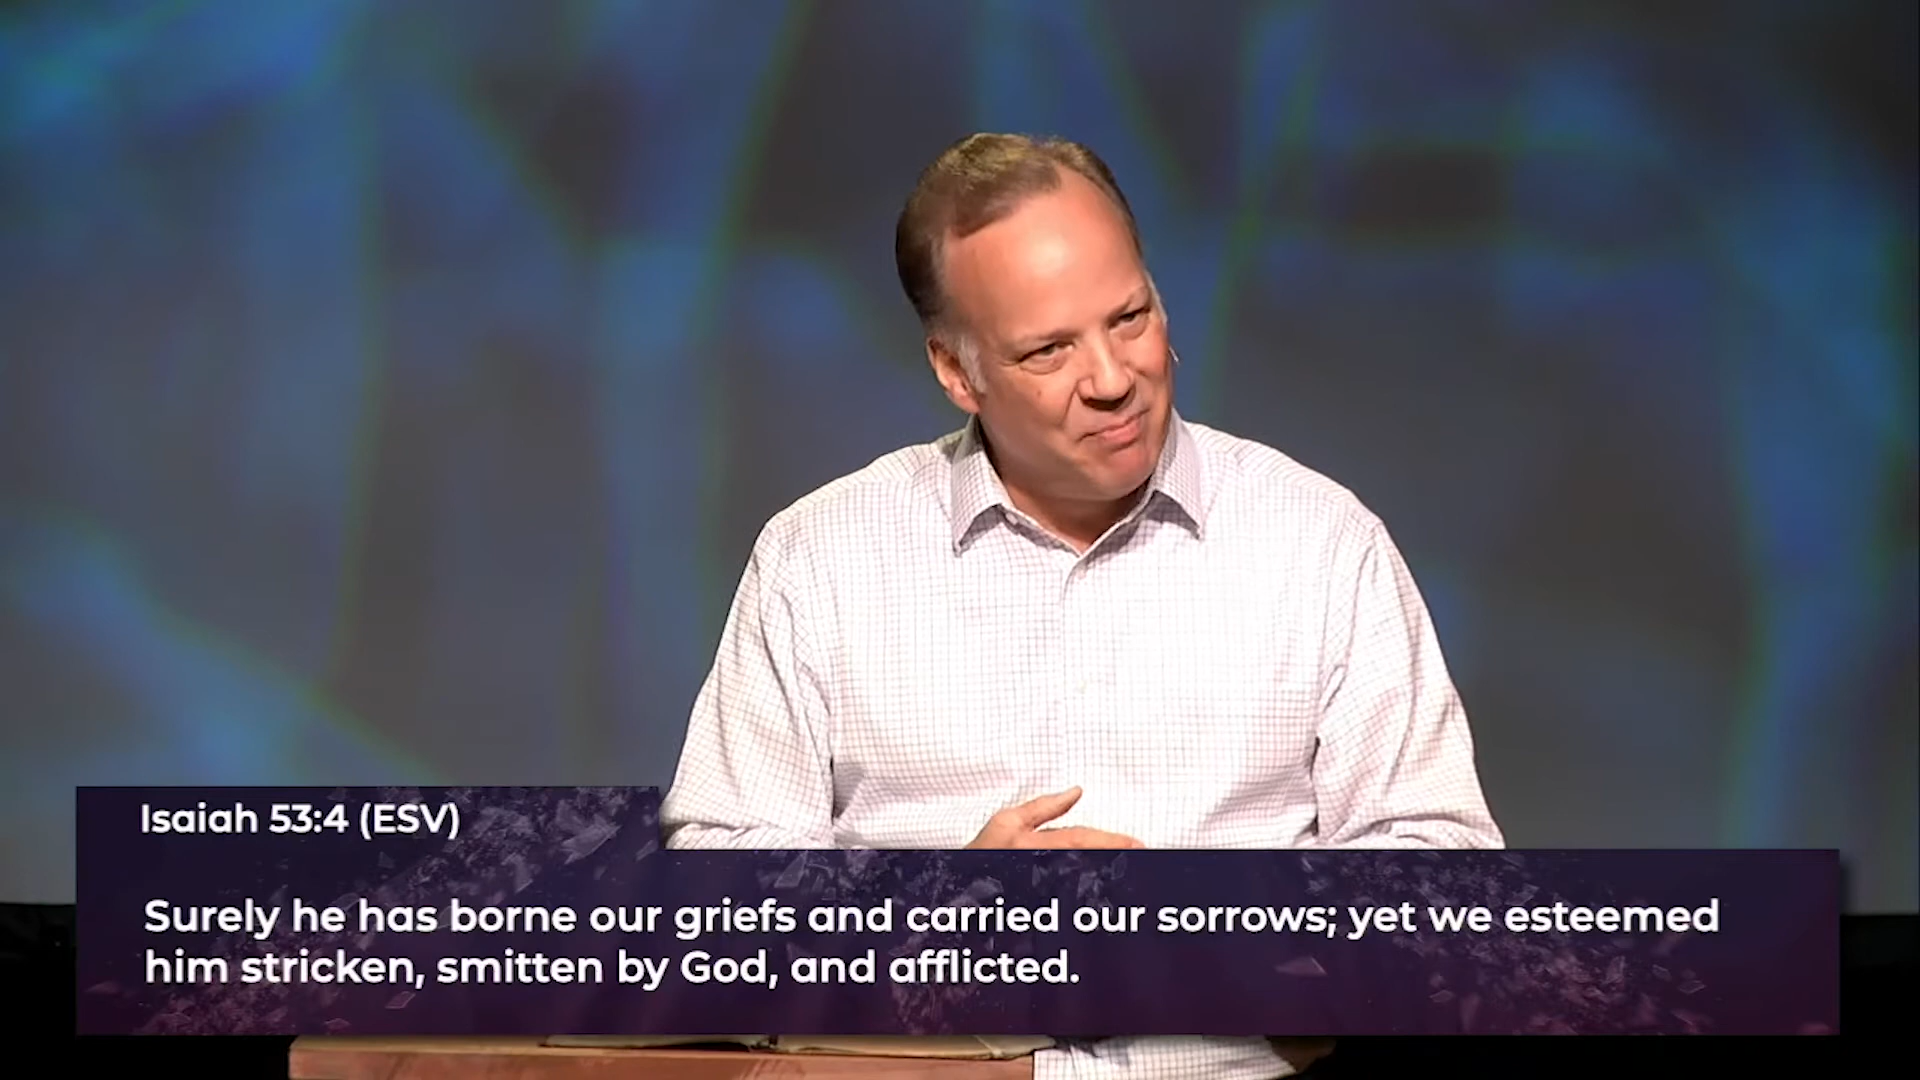 Isaiah 53:4 (ESV)
Surely he has borne our griefs and carried our sorrows; yet we esteemed
him stricken, smitten by God, and afflicted.